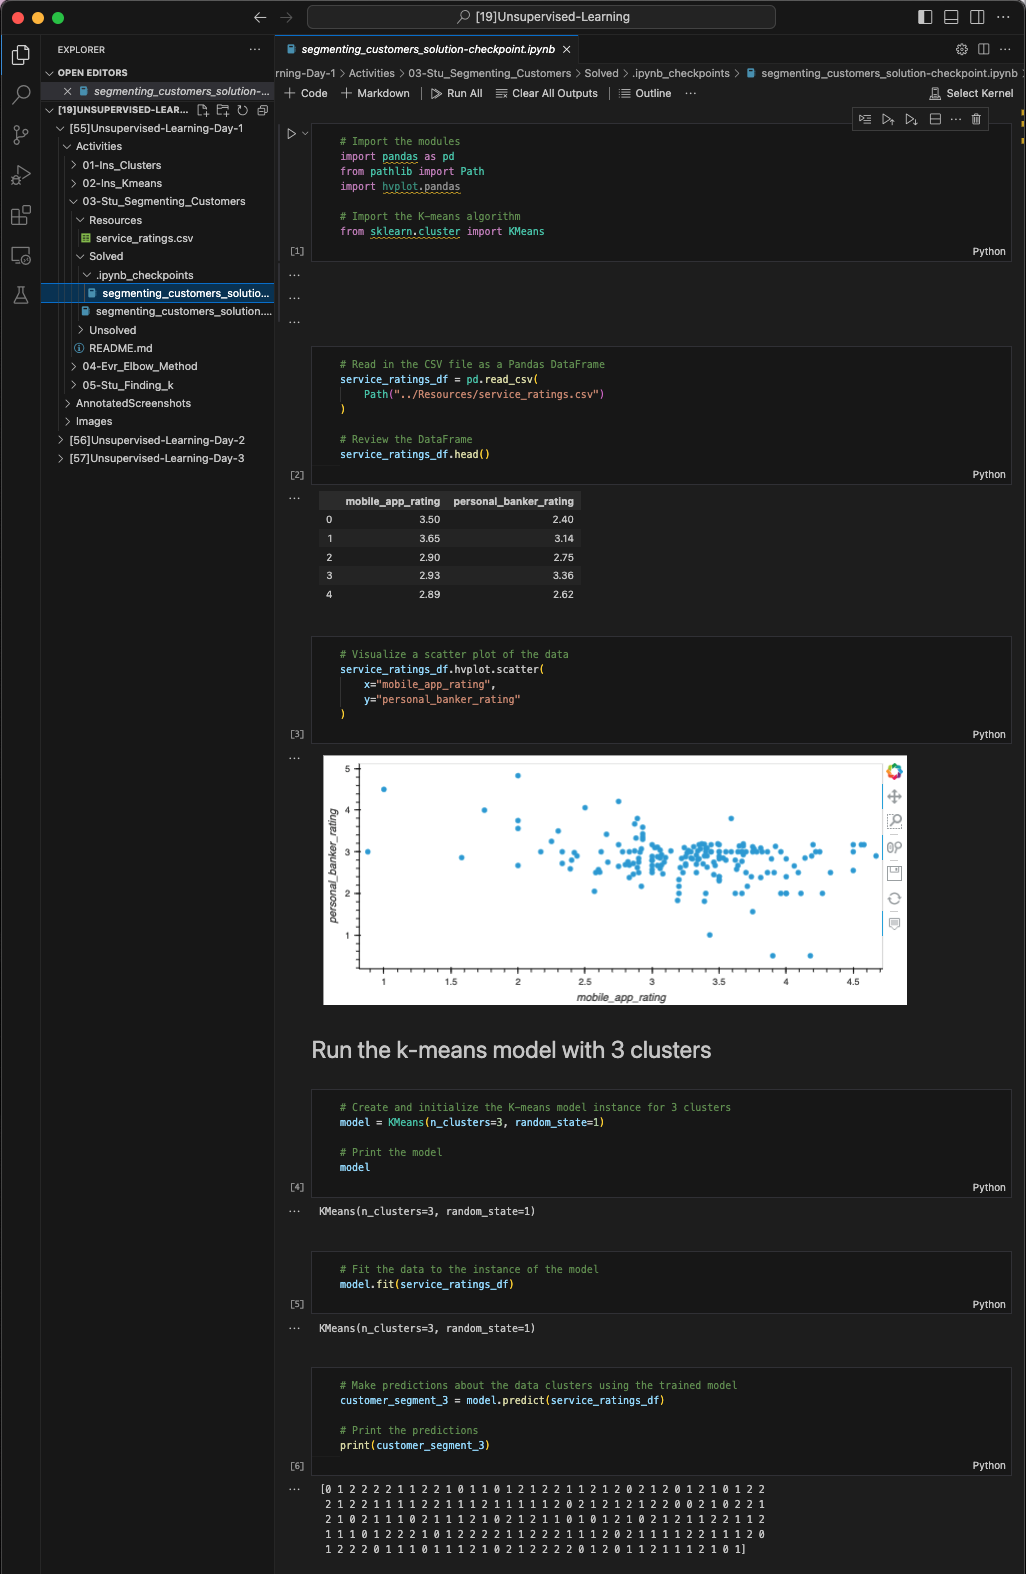 [19]Unsupervised-Learning
EXPLORER
OPEN EDITORS
segmenting_customers_solution-...
[19]UNSUPERVISED-LEAR...
[55]Unsupervised-Learning-Day-1
Activities
01-Ins_Clusters
02-Ins_Kmeans
03-Stu_Segmenting_Customers
Resources
service_ratings.csv
Solved
.ipynb_checkpoints
segmenting_customers_solutio...
segmenting_customers_solution....
Unsolved
README.md
04-Evr_Elbow_Method
05-Stu_Finding_k
AnnotatedScreenshots
Images
[56]Unsupervised-Learning-Day-2
[57]Unsupervised-Learning-Day-3
segmenting_customers_solution-checkpoint.ipynb
rning-Day-1 > Activities > 03-Stu_Segmenting_Customers > Solved > .ipynb_checkpoints > segmenting_customers_solution-checkpoint.ipynb
+ Code + Markdown Run All Clear All Outputs Outline ... Select Kernel
# Import the modules
import pandas as pd
from pathlib import Path
import hvplot.pandas
# Import the K-means algorithm
from sklearn.cluster import KMeans
[1] Python
# Read in the CSV file as a Pandas DataFrame
service_ratings_df = pd.read_csv(
Path("../Resources/service_ratings.csv")
)
# Review the DataFrame
service_ratings_df.head()
[2] Python
mobile_app_rating personal_banker_rating
0 3.50 2.40
1 3.65 3.14
2 2.90 2.75
3 2.93 3.36
4 2.89 2.62
# Visualize a scatter plot of the data
service_ratings_df.hvplot.scatter(
x="mobile_app_rating",
y="personal_banker_rating"
)
[3] Python
personal_banker_rating
5
4
3
2
1
1 1.5 2 2.5 3 3.5 4 4.5
mobile_app_rating
Run the k-means model with 3 clusters
# Create and initialize the K-means model instance for 3 clusters
model = KMeans(n_clusters=3, random_state=1)
# Print the model
model
[4] Python
KMeans(n_clusters=3, random_state=1)
# Fit the data to the instance of the model
model.fit(service_ratings_df)
[5] Python
KMeans(n_clusters=3, random_state=1)
# Make predictions about the data clusters using the trained model
customer_segment_3 = model.predict(service_ratings_df)
# Print the predictions
print(customer_segment_3)
[6] Python
[0 1 2 2 2 2 1 1 2 2 1 0 1 1 0 1 2 1 2 2 1 1 2 1 2 0 2 1 2 0 1 2 1 0 1 2 2
2 1 2 2 1 1 1 1 2 2 1 1 1 2 1 1 1 1 1 2 0 2 1 2 1 2 1 2 2 0 0 2 1 0 2 2 1
2 1 0 2 1 1 1 0 2 1 1 1 2 1 0 2 1 2 1 1 0 1 0 1 2 1 0 2 1 2 1 1 2 2 1 1 2
1 1 1 0 1 2 2 2 1 0 1 2 2 2 2 1 2 2 2 1 1 1 2 0 2 1 1 1 1 2 2 1 1 1 2 0
1 2 2 2 0 1 1 1 0 1 1 1 2 1 0 2 1 2 2 2 2 0 1 2 0 1 1 2 1 1 1 2 1 0 1]